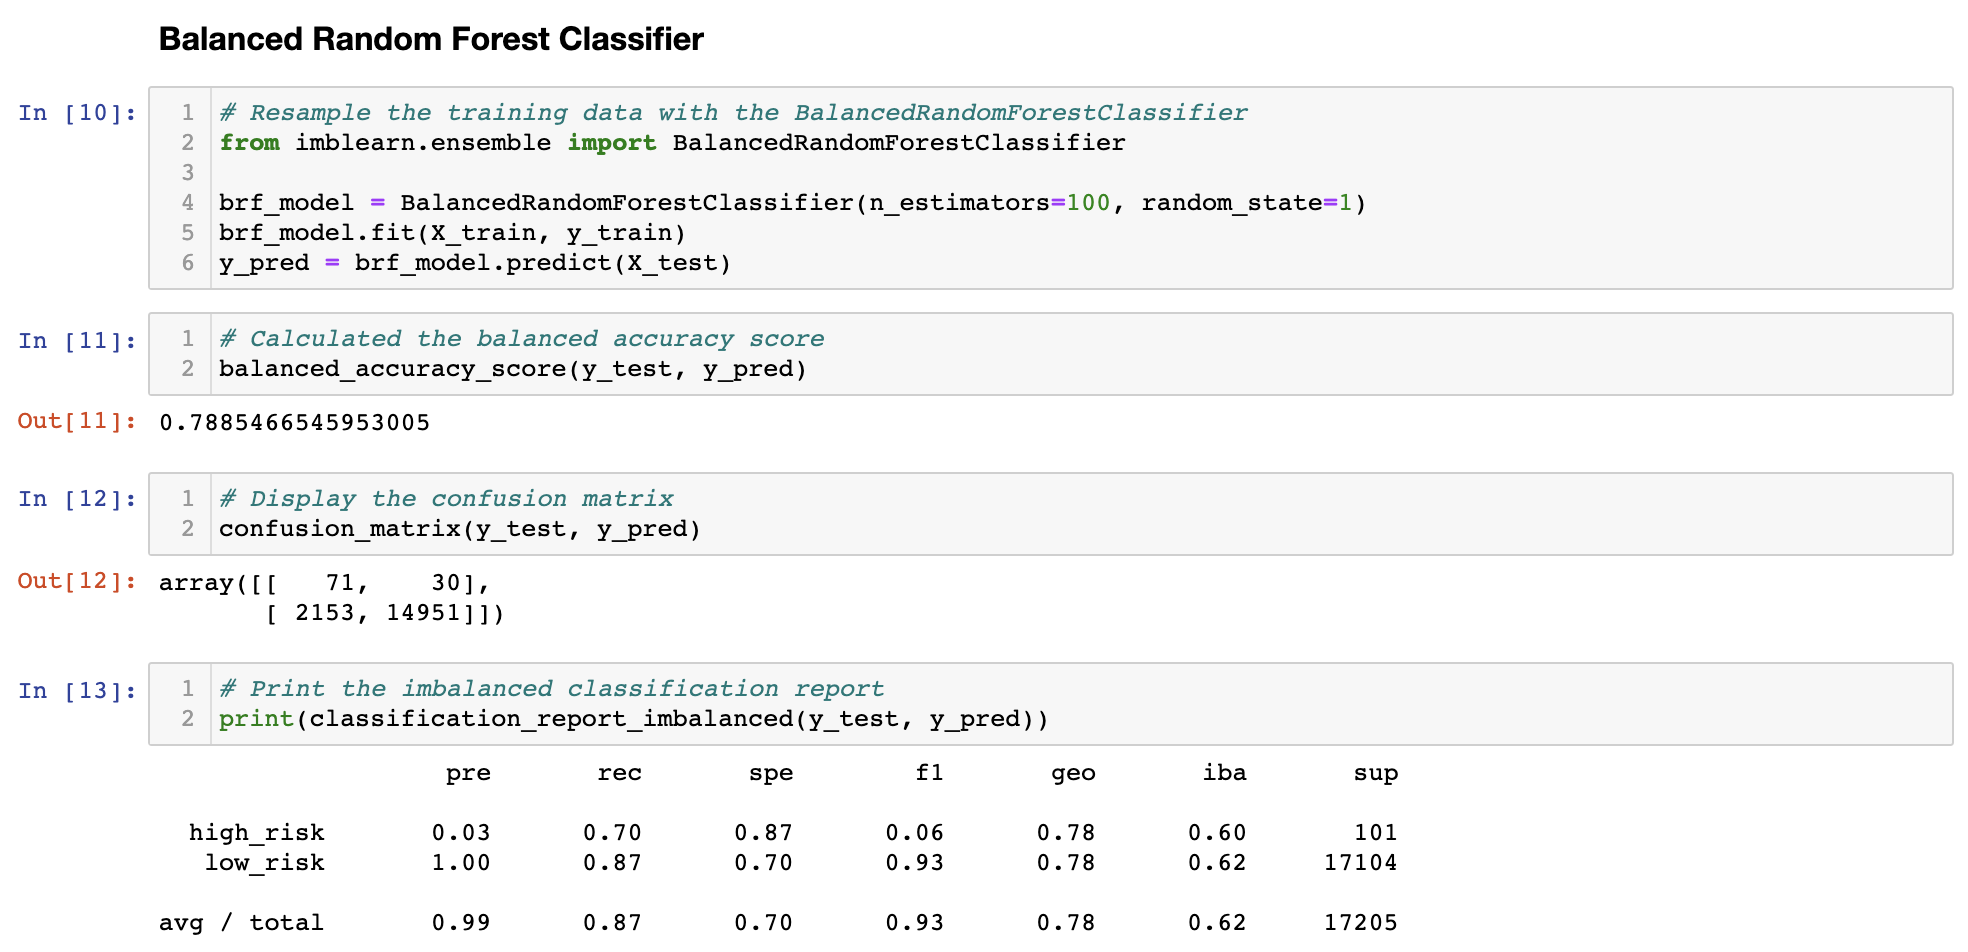 Balanced Random Forest Classifier
In [10]:
1 # Resample the training data with the BalancedRandomForestClassifier
2 from imblearn.ensemble import BalancedRandomForestClassifier
3
4 brf_model = BalancedRandomForestClassifier(n_estimators=100, random_state=1)
5 brf_model.fit(X_train, y_train)
6 y_pred = brf_model.predict(X_test)
In [11]:
1 # Calculated the balanced accuracy score
2 balanced_accuracy_score(y_test, y_pred)
Out[11]: 0.7885466545953005
In [12]:
1 # Display the confusion matrix
2 confusion_matrix(y_test, y_pred)
Out[12]: array([[   71,    30],
       [ 2153, 14951]])
In [13]:
1 # Print the imbalanced classification report
2 print(classification_report_imbalanced(y_test, y_pred))
pre rec spe f1 geo iba sup
high_risk 0.03 0.70 0.87 0.06 0.78 0.60 101
low_risk 1.00 0.87 0.70 0.93 0.78 0.62 17104
avg / total 0.99 0.87 0.70 0.93 0.78 0.62 17205